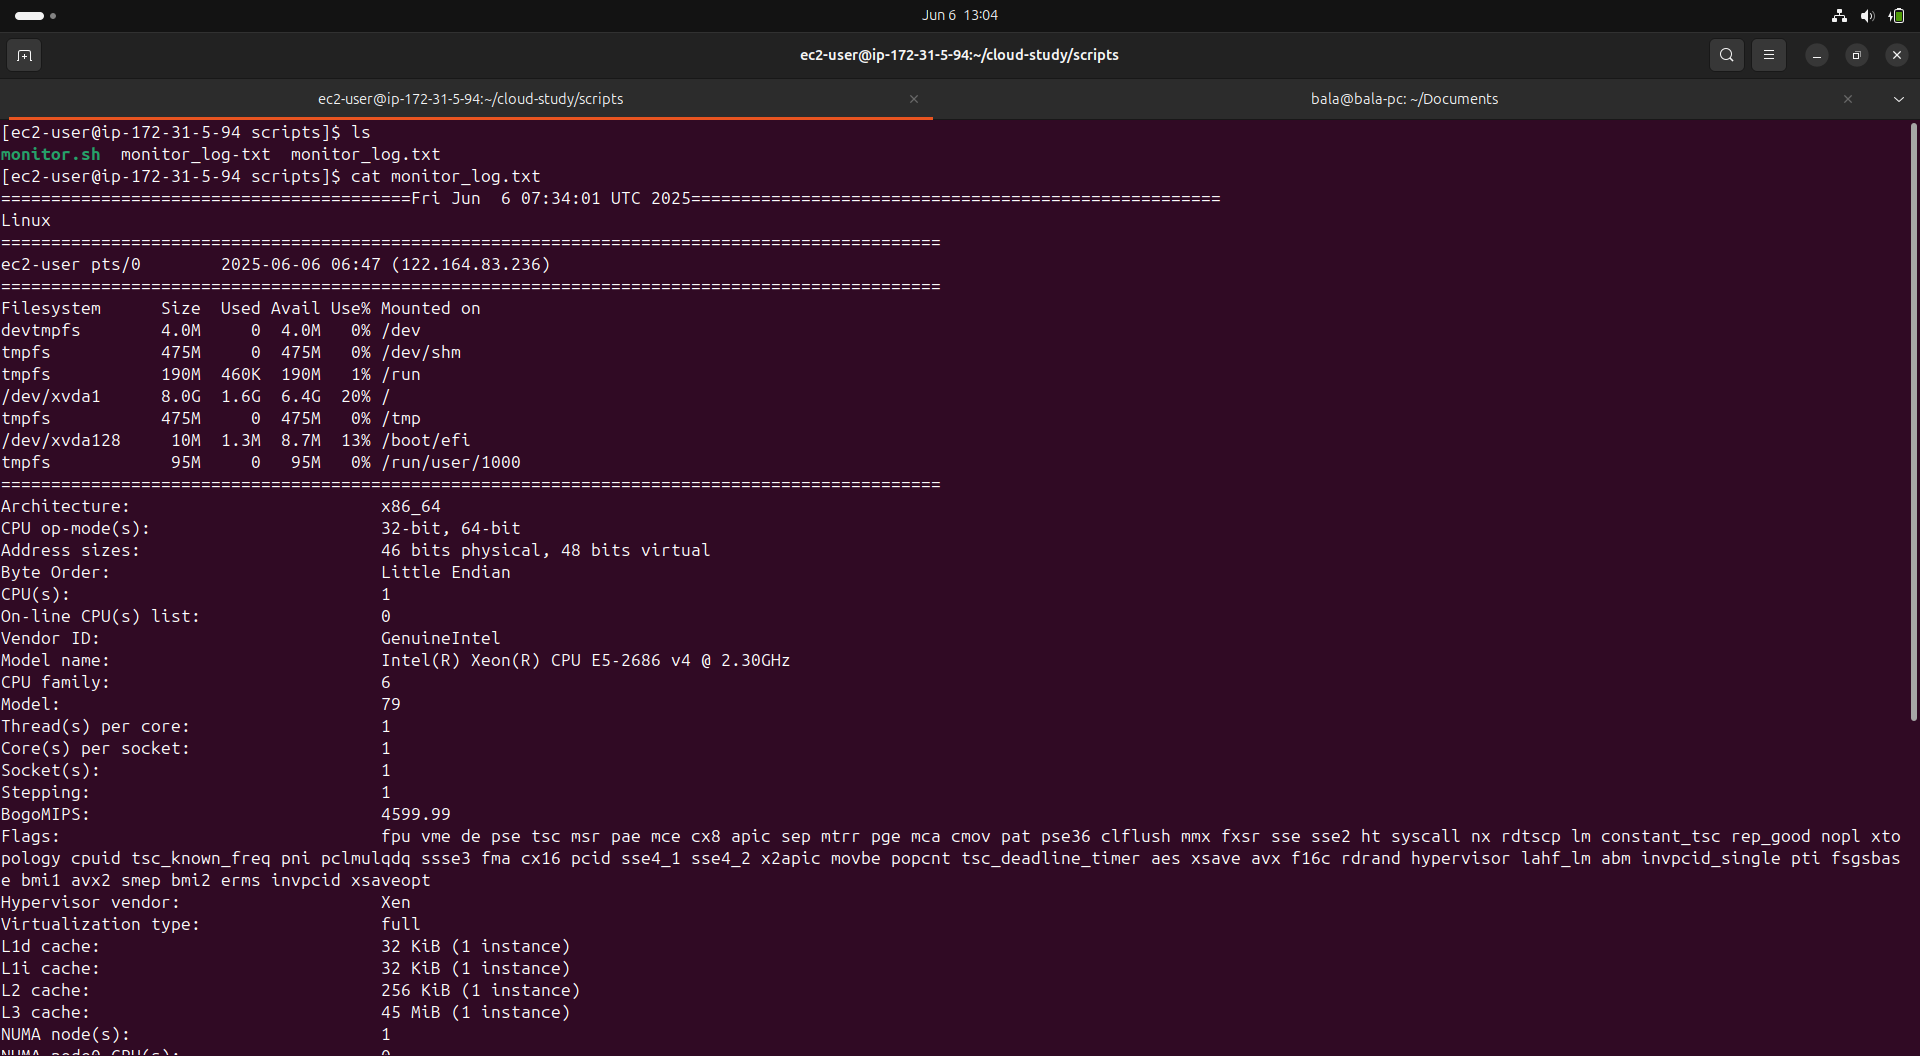 Jun 6 13:04
ec2-user@ip-172-31-5-94:~/cloud-study/scripts
ec2-user@ip-172-31-5-94:~/cloud-study/scripts
bala@bala-pc: ~/Documents
[ec2-user@ip-172-31-5-94 scripts]$ ls
monitor.sh  monitor_log-txt  monitor_log.txt
[ec2-user@ip-172-31-5-94 scripts]$ cat monitor_log.txt
=========================================Fri Jun  6 07:34:01 UTC 2025=====================================================
Linux
==============================================================================================
ec2-user pts/0        2025-06-06 06:47 (122.164.83.236)
==============================================================================================
Filesystem      Size  Used Avail Use% Mounted on
devtmpfs        4.0M     0  4.0M   0% /dev
tmpfs           475M     0  475M   0% /dev/shm
tmpfs           190M  460K  190M   1% /run
/dev/xvda1      8.0G  1.6G  6.4G  20% /
tmpfs           475M     0  475M   0% /tmp
/dev/xvda128     10M  1.3M  8.7M  13% /boot/efi
tmpfs            95M     0   95M   0% /run/user/1000
==============================================================================================
Architecture:                         x86_64
CPU op-mode(s):                       32-bit, 64-bit
Address sizes:                        46 bits physical, 48 bits virtual
Byte Order:                           Little Endian
CPU(s):                               1
On-line CPU(s) list:                  0
Vendor ID:                            GenuineIntel
Model name:                           Intel(R) Xeon(R) CPU E5-2686 v4 @ 2.30GHz
CPU family:                           6
Model:                                79
Thread(s) per core:                   1
Core(s) per socket:                   1
Socket(s):                            1
Stepping:                             1
BogoMIPS:                             4599.99
Flags:                                fpu vme de pse tsc msr pae mce cx8 apic sep mtrr pge mca cmov pat pse36 clflush mmx fxsr sse sse2 ht syscall nx rdtscp lm constant_tsc rep_good nopl xto
pology cpuid tsc_known_freq pni pclmulqdq ssse3 fma cx16 pcid sse4_1 sse4_2 x2apic movbe popcnt tsc_deadline_timer aes xsave avx f16c rdrand hypervisor lahf_lm abm invpcid_single pti fsgsbas
e bmi1 avx2 smep bmi2 erms invpcid xsaveopt
Hypervisor vendor:                    Xen
Virtualization type:                  full
L1d cache:                            32 KiB (1 instance)
L1i cache:                            32 KiB (1 instance)
L2 cache:                             256 KiB (1 instance)
L3 cache:                             45 MiB (1 instance)
NUMA node(s):                         1
NUMA node0 CPU(s):                    0